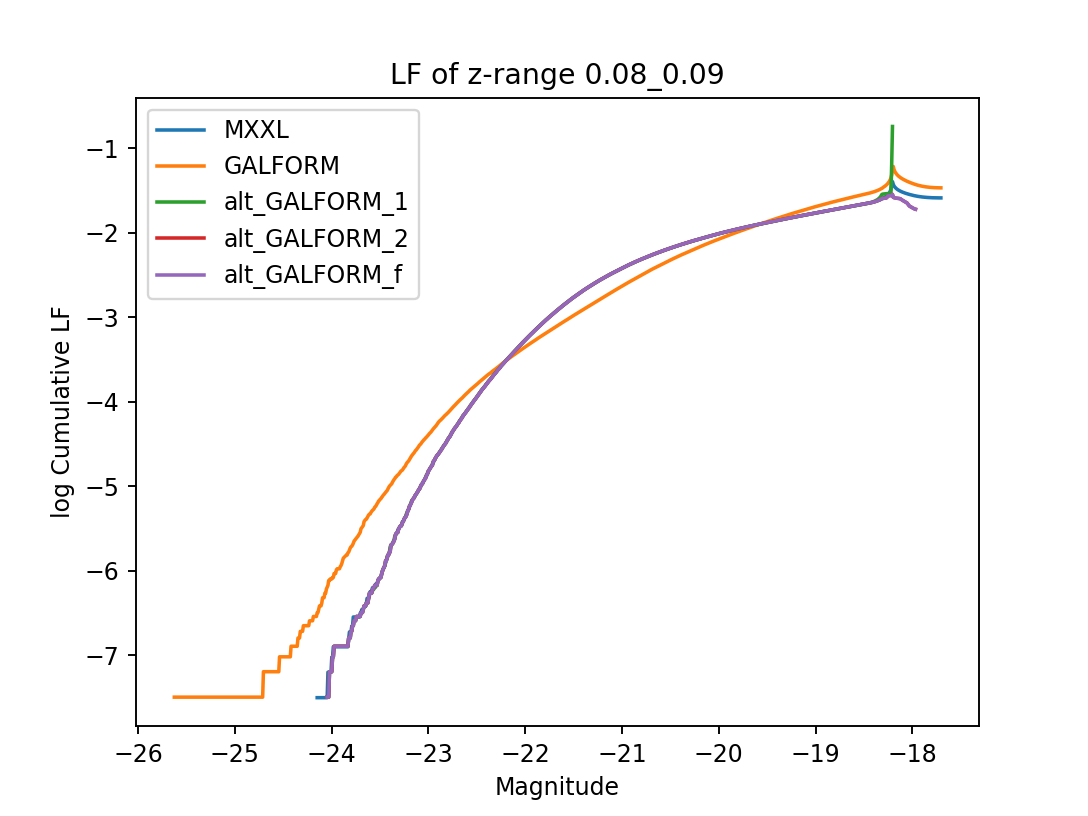 LF of z-range 0.08_0.09
MXXL
GALFORM
alt_GALFORM_1
alt_GALFORM_2
alt_GALFORM_f
log Cumulative LF
−1
−2
−3
−4
−5
−6
−7
−26 −25 −24 −23 −22 −21 −20 −19 −18
Magnitude